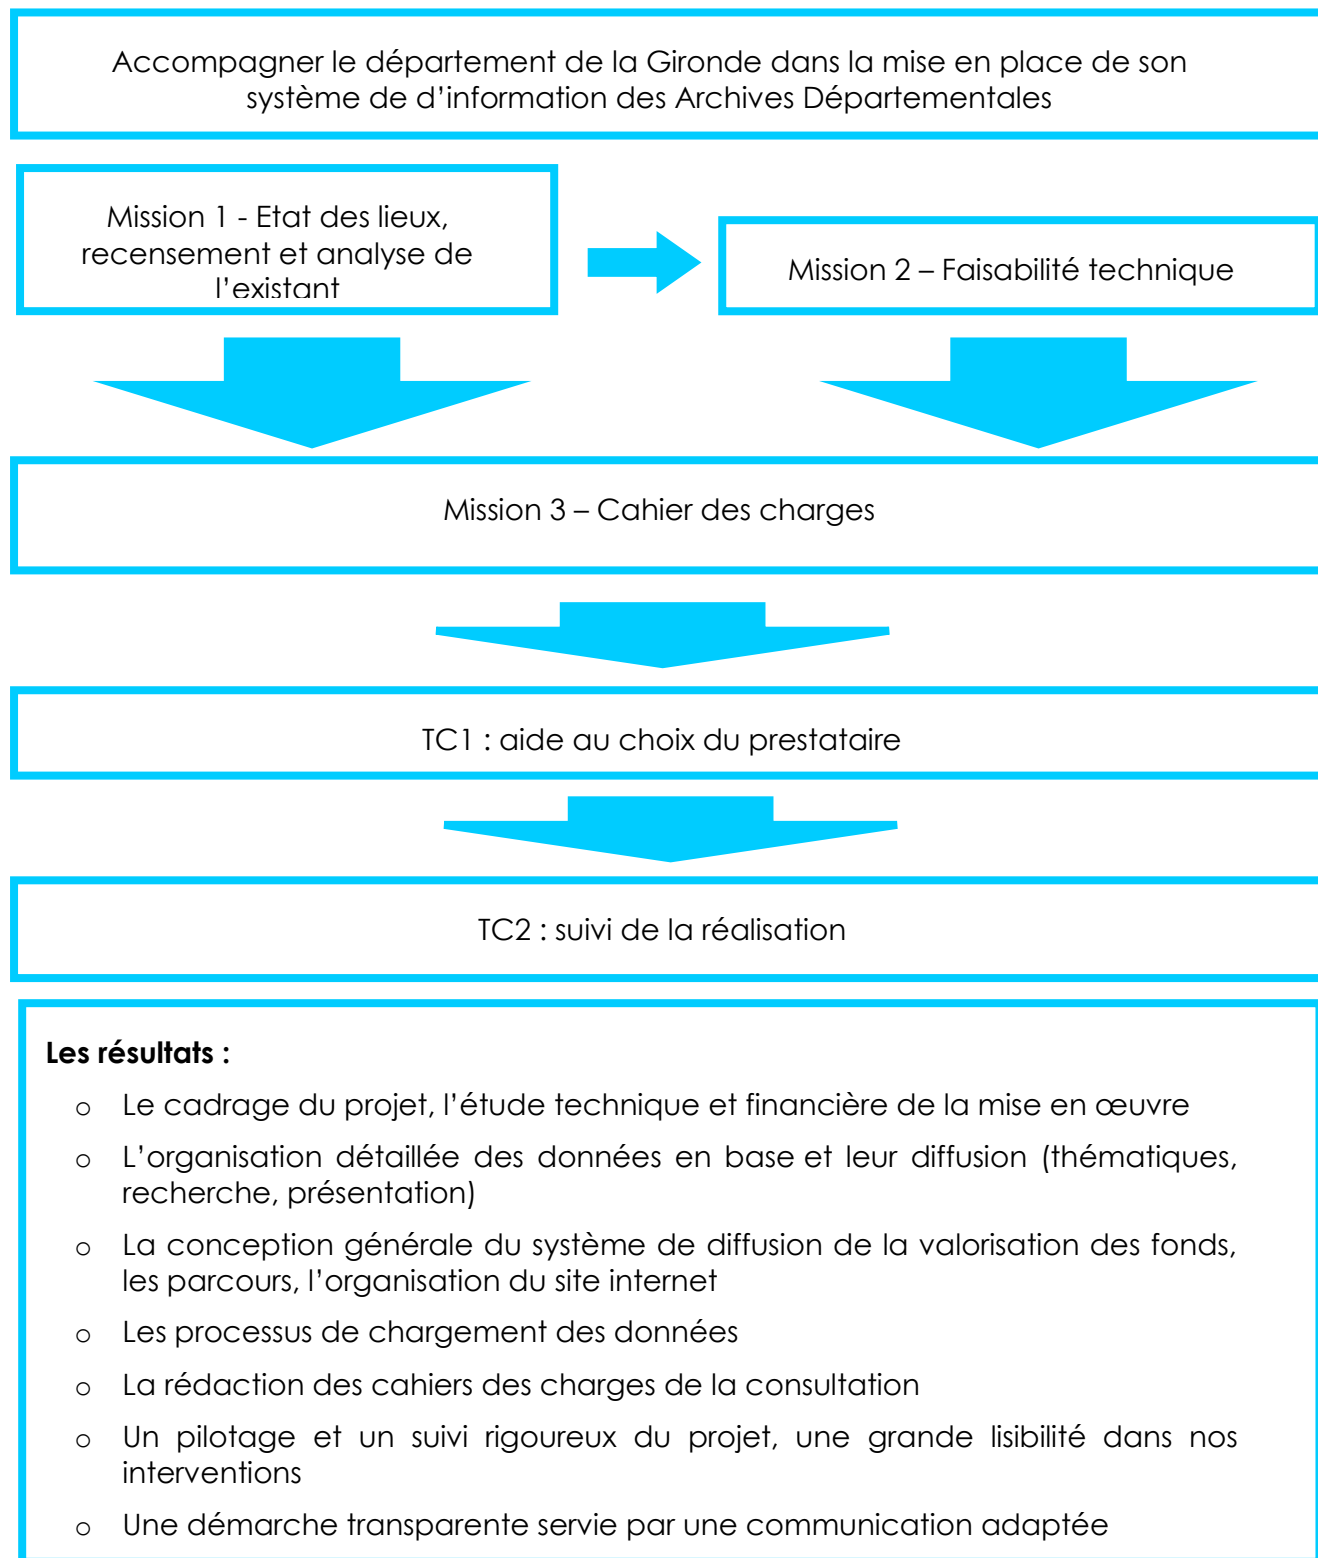 Accompagner le département de la Gironde dans la mise en place de son
système de d’information des Archives Départementales
Mission 1 - Etat des lieux,
recensement et analyse de
l’existant
Mission 2 – Faisabilité technique
Mission 3 – Cahier des charges
TC1 : aide au choix du prestataire
TC2 : suivi de la réalisation
Les résultats :
o Le cadrage du projet, l’étude technique et financière de la mise en œuvre
o L’organisation détaillée des données en base et leur diffusion (thématiques,
recherche, présentation)
o La conception générale du système de diffusion de la valorisation des fonds,
les parcours, l’organisation du site internet
o Les processus de chargement des données
o La rédaction des cahiers des charges de la consultation
o Un pilotage et un suivi rigoureux du projet, une grande lisibilité dans nos
interventions
o Une démarche transparente servie par une communication adaptée